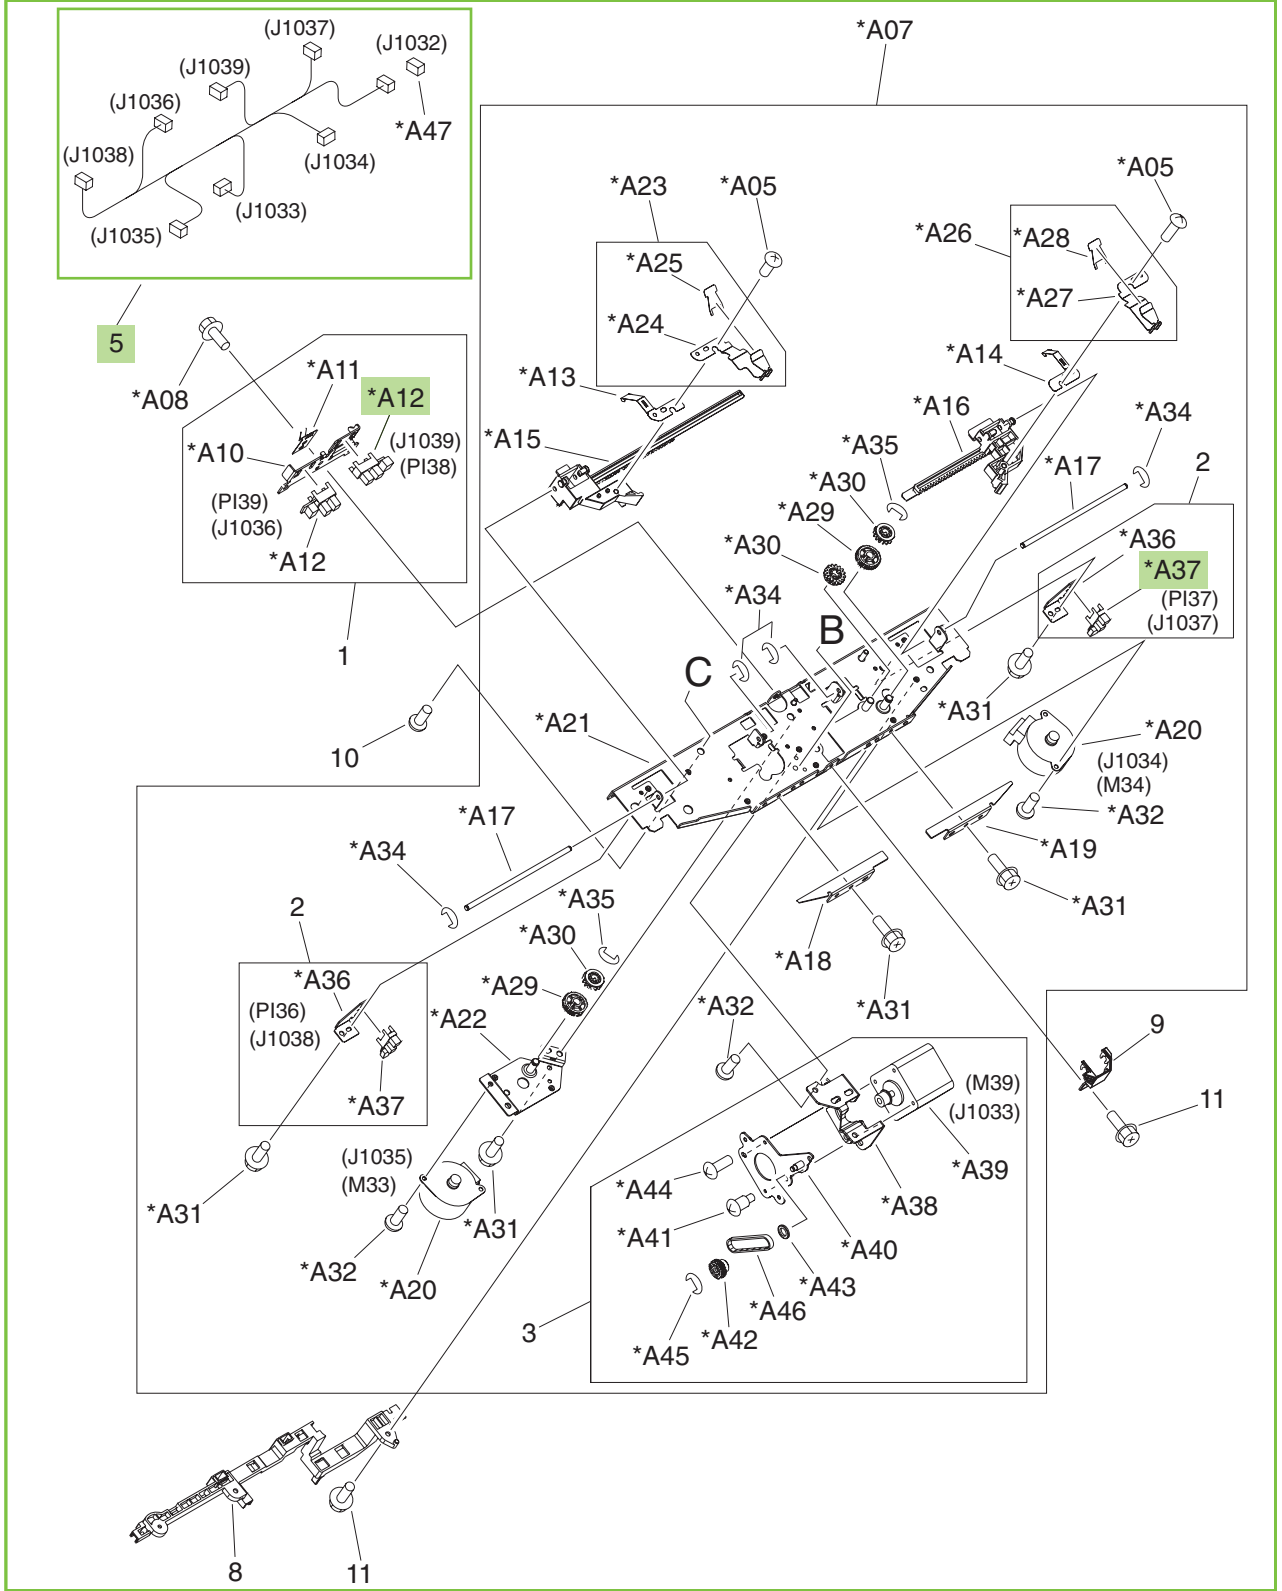 *A07
(J1037)
(J1032)
(J1039)
(J1036)
*A47
(J1038)
(J1034)
(J1033)
(J1035)
*A23
*A05
*A05
*A26
*A28
*A25
*A27
*A24
5
*A08
*A11
*A12
*A13
*A14
*A16
*A34
*A10
(J1039)
(PI38)
*A15
*A35
*A17
2
*A30
(PI39)
(J1036)
*A29
*A36
*A12
*A30
*A37
(PI37)
(J1037)
*A34
B
1
C
*A31
10
*A21
*A20
(J1034)
(M34)
*A17
*A32
*A34
*A19
2
*A35
*A31
*A30
*A18
*A36
*A29
(PI36)
(J1038)
*A22
*A32
*A31
9
(M39)
(J1033)
*A37
11
(J1035)
(M33)
*A39
*A44
*A38
*A31
*A31
*A41
*A40
*A32
*A20
*A43
*A46
3
*A42
*A45
8
11